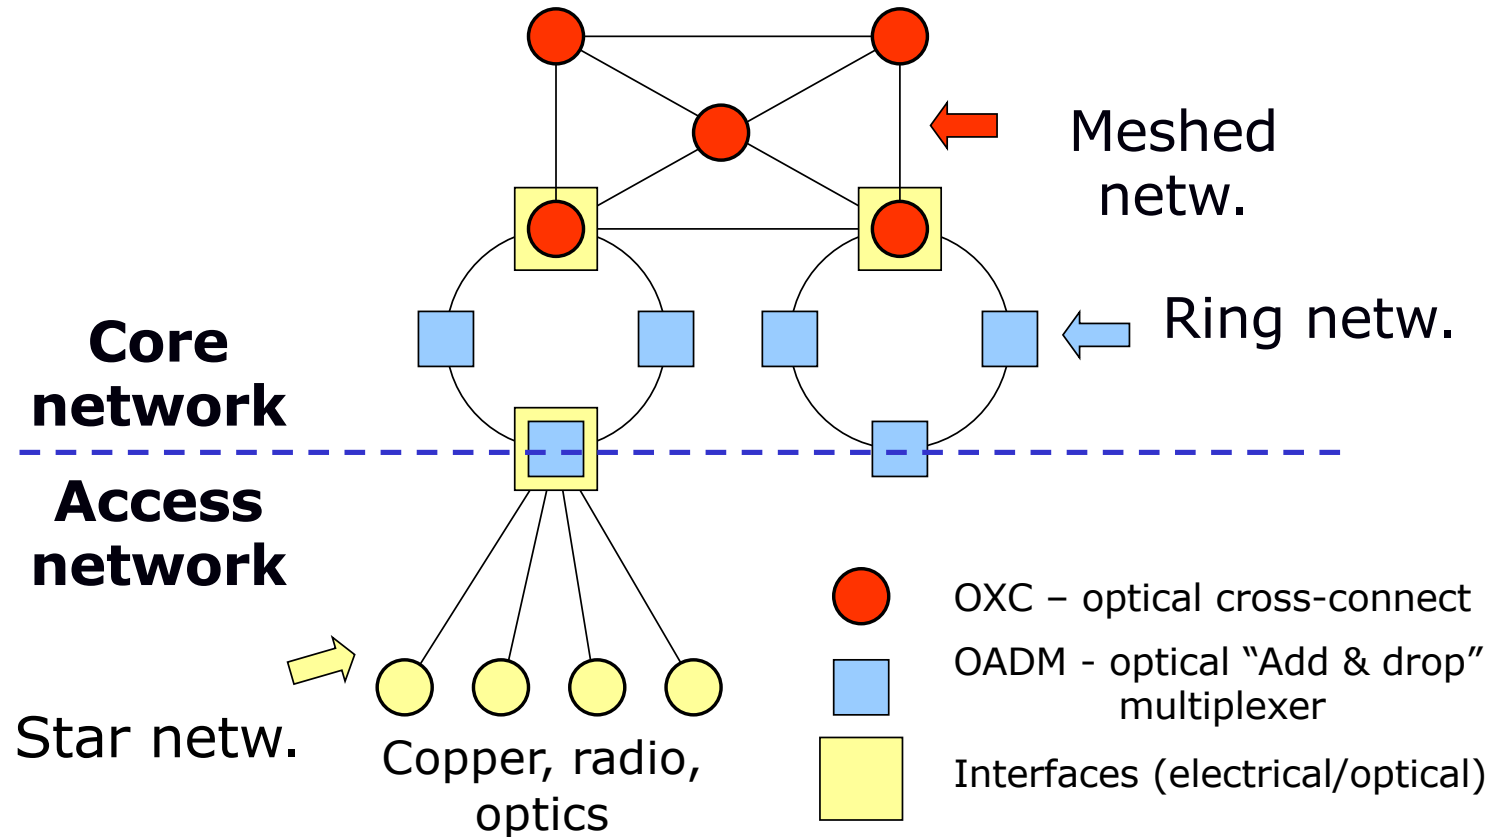 Meshed
netw.
Ring netw.
Core
network
Access
network
Star netw.
Copper, radio,
optics
OXC – optical cross-connect
OADM - optical “Add & drop”
multiplexer
Interfaces (electrical/optical)